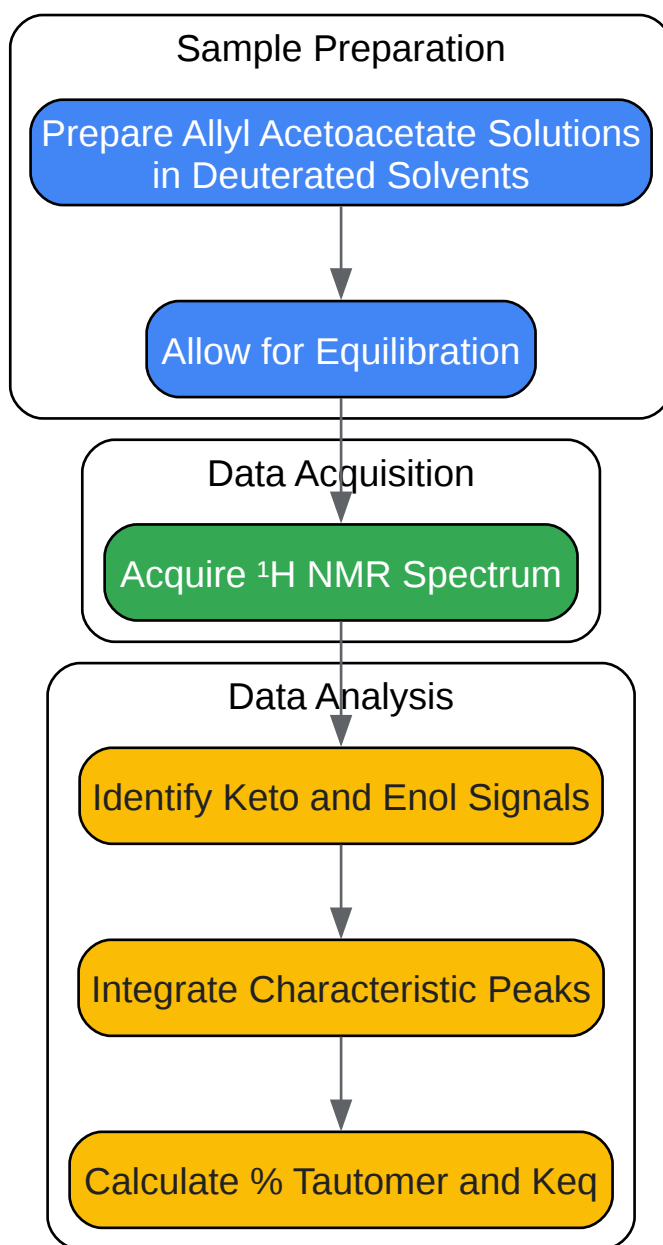 Sample Preparation
Prepare Allyl Acetoacetate Solutions
in Deuterated Solvents
Allow for Equilibration
Data Acquisition
Acquire ¹H NMR Spectrum
Data Analysis
Identify Keto and Enol Signals
Integrate Characteristic Peaks
Calculate % Tautomer and Keq